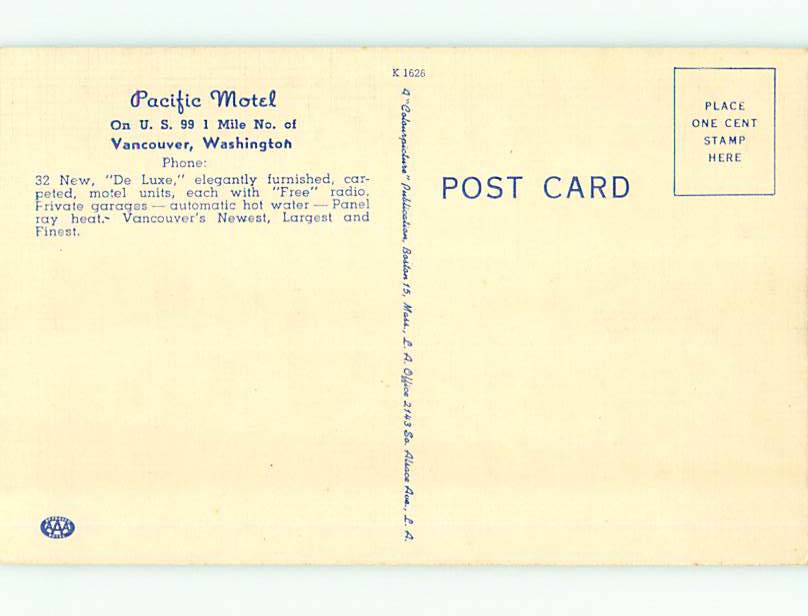 K 1626
Pacific Motel
On U. S. 99 1 Mile No. of
Vancouver, Washington
Phone:
32 New, "De Luxe," elegantly furnished, car-
peted, motel units, each with "Free" radio.
Private garages — automatic hot water — Panel
ray heat. Vancouver's Newest, Largest and
Finest.
A "Colourpicture" Publication, Boston 15, Mass., L. A. Office 2143 So. Alsace Ave., L. A.
POST CARD
PLACE
ONE CENT
STAMP
HERE
AAA